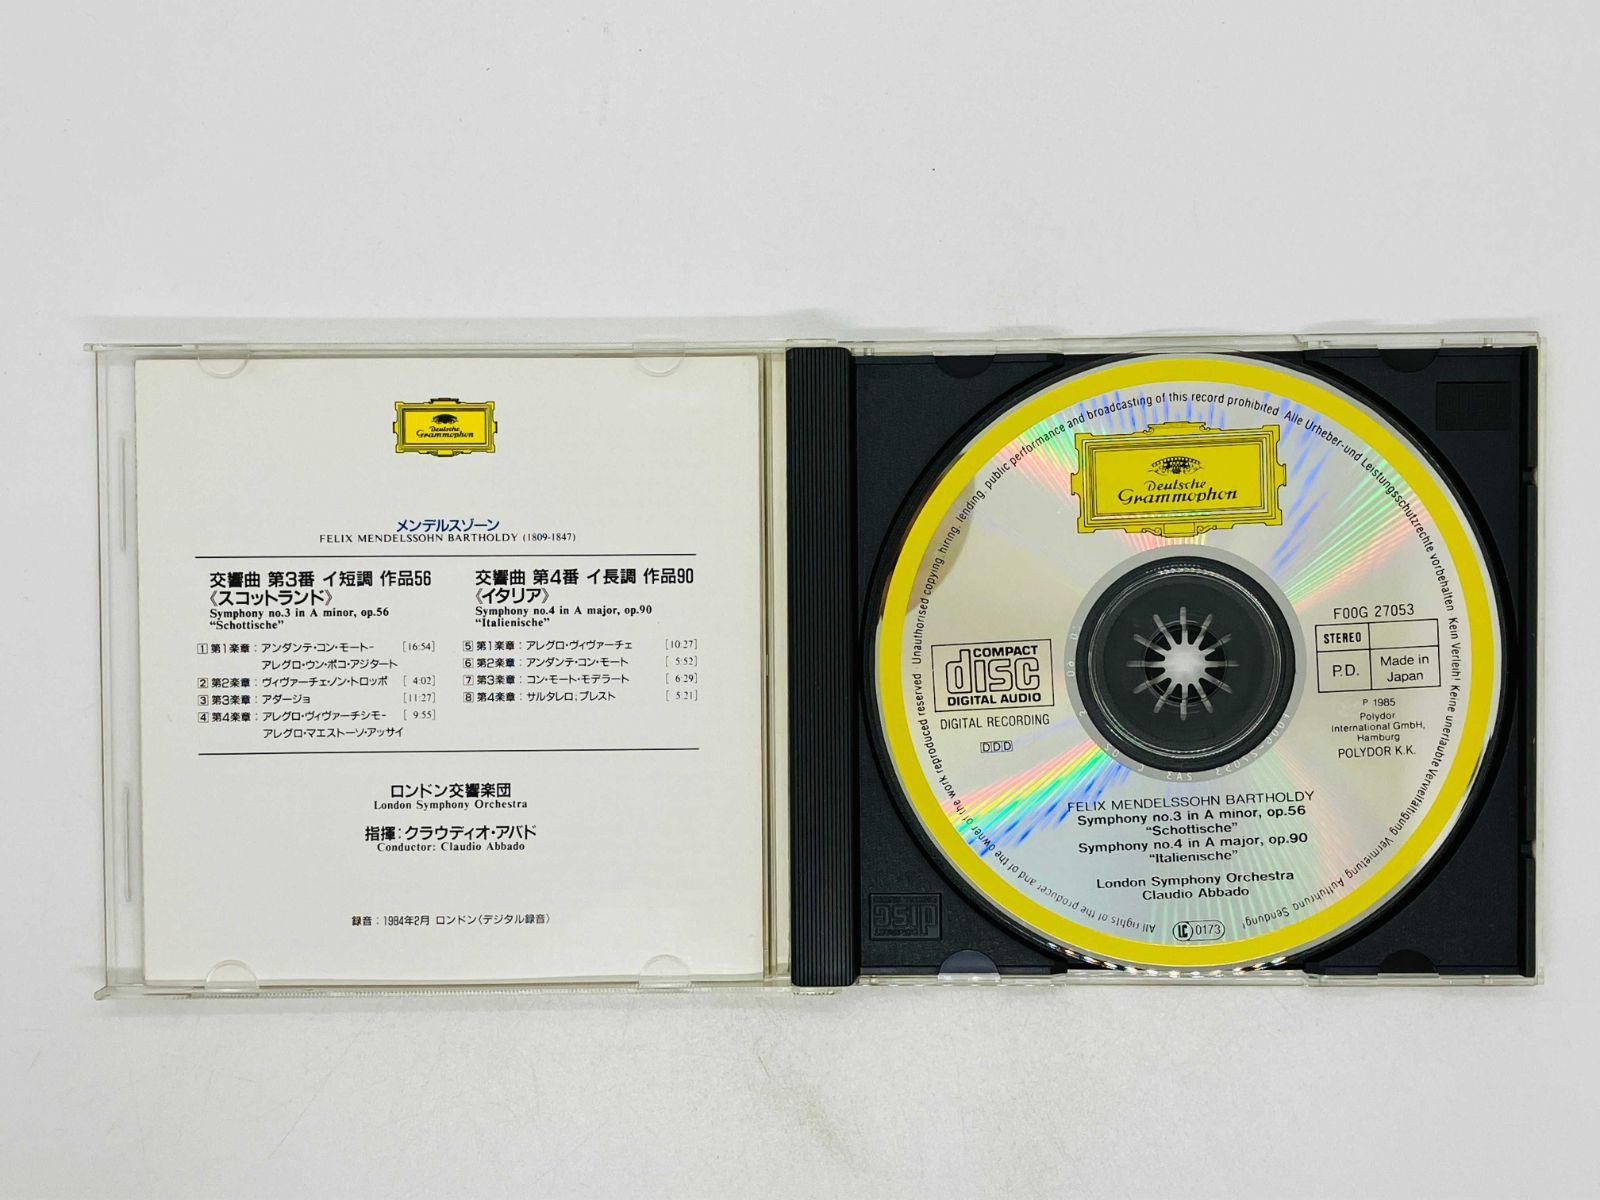 Deutsche
Grammophon
メンデルスゾーン
FELIX MENDELSSOHN BARTHOLDY (1809-1847)
交響曲 第3番 イ短調 作品56
《スコットランド》
Symphony no.3 in A minor, op.56
"Schottische"
1 第1楽章：アンダンテ・コン・モート- [16:54]
アレグロ・ウン・ポコ・アジタート
2 第2楽章：ヴィヴァーチェ・ノン・トロッポ [4:02]
3 第3楽章：アダージョ [11:27]
4 第4楽章：アレグロ・ヴィヴァーチシモ- [9:55]
アレグロ・マエストーソ・アッサイ
交響曲 第4番 イ長調 作品90
《イタリア》
Symphony no.4 in A major, op.90
"Italienische"
5 第1楽章：アレグロ・ヴィヴァーチェ [10:27]
6 第2楽章：アンダンテ・コン・モート [5:52]
7 第3楽章：コン・モート・モデラート [6:29]
8 第4楽章：サルタレロ；プレスト [5:21]
ロンドン交響楽団
London Symphony Orchestra
指揮：クラウディオ・アバド
Conductor: Claudio Abbado
録音：1984年2月 ロンドン〈デジタル録音〉
All rights of the producer and of the owner of the work reproduced reserved Unauthorised copying, hiring, lending, public performance and broadcasting of this record prohibited Alle Urheber-und Leistungsschutzrechte vorbehalten Kein Verleih! Keine unerlaubte Vervielfältigung Vermietung Aufführung Sendung!
Deutsche
Grammophon
COMPACT
disc
DIGITAL AUDIO
DIGITAL RECORDING
DDD
F00G 27053
STEREO
P.D.
Made in
Japan
P 1985
Polydor
International GmbH,
Hamburg
POLYDOR K.K.
FELIX MENDELSSOHN BARTHOLDY
Symphony no.3 in A minor, op.56
"Schottische"
Symphony no.4 in A major, op.90
"Italienische"
London Symphony Orchestra
Claudio Abbado
LC 0173
COMPACT
disc